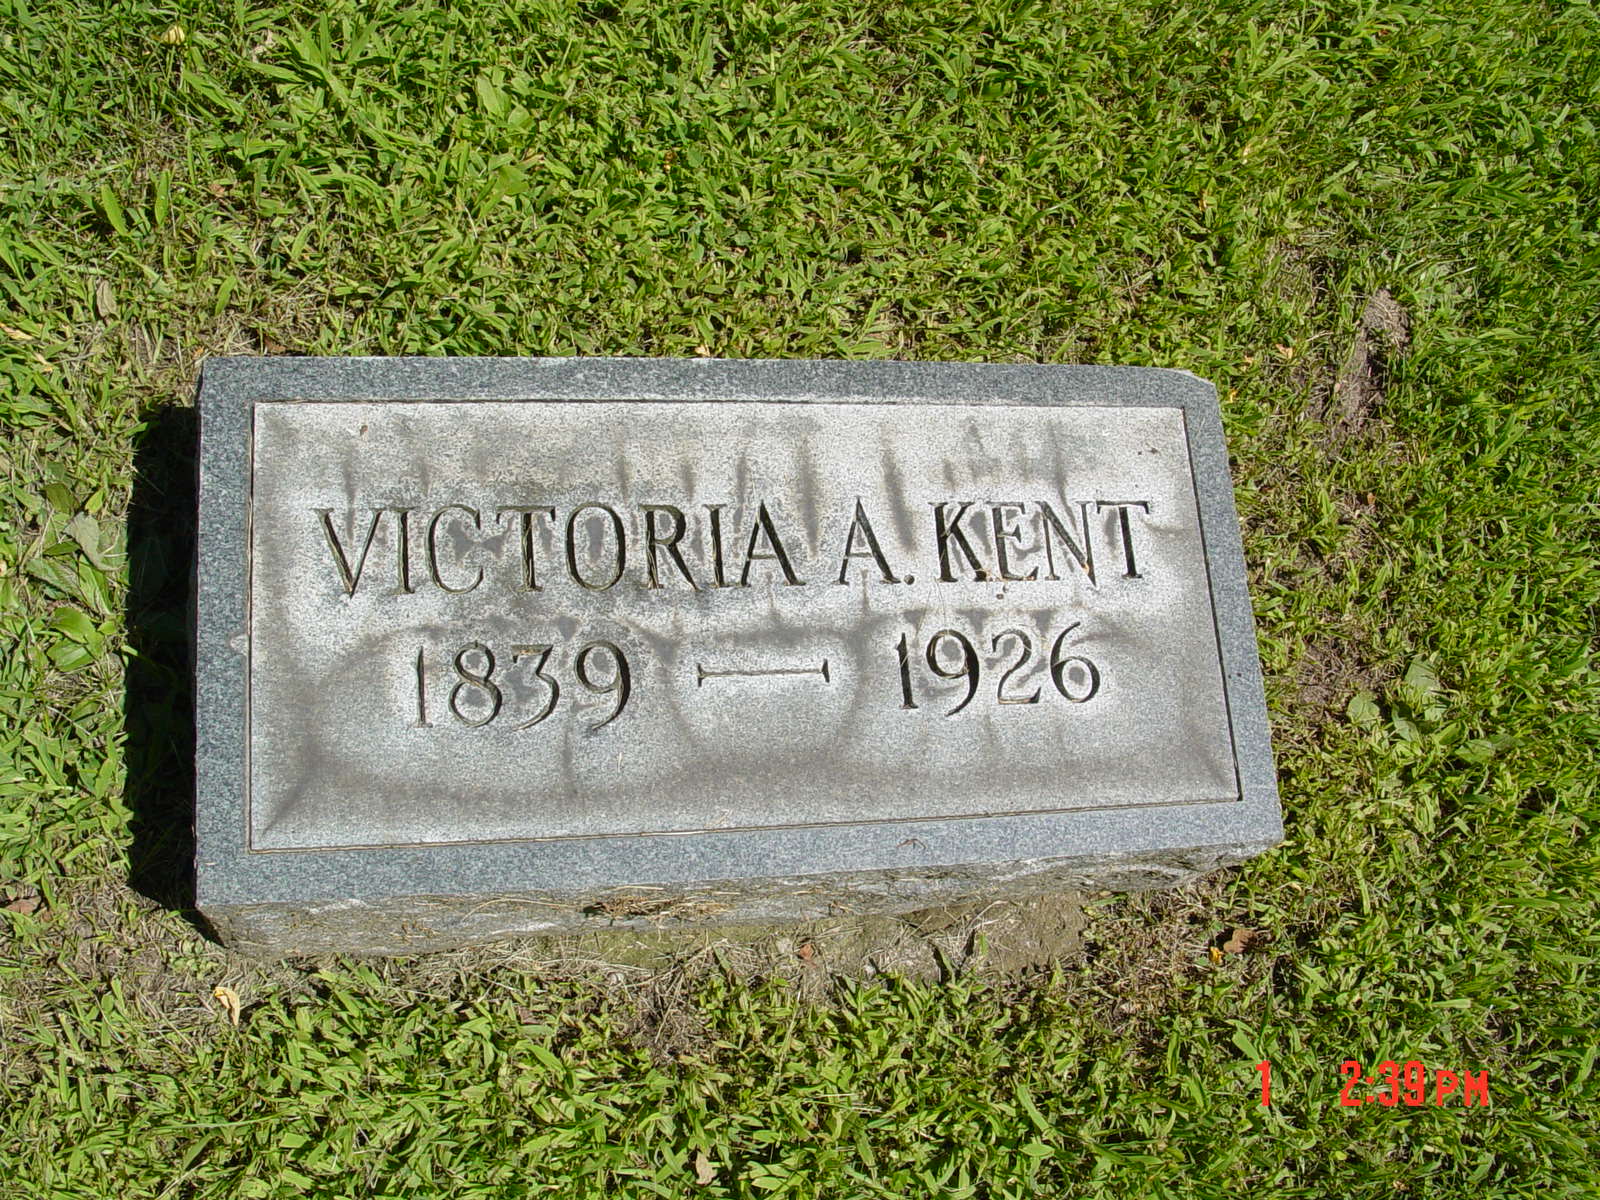 VICTORIA A. KENT
1839 — 1926
1 2:39PM